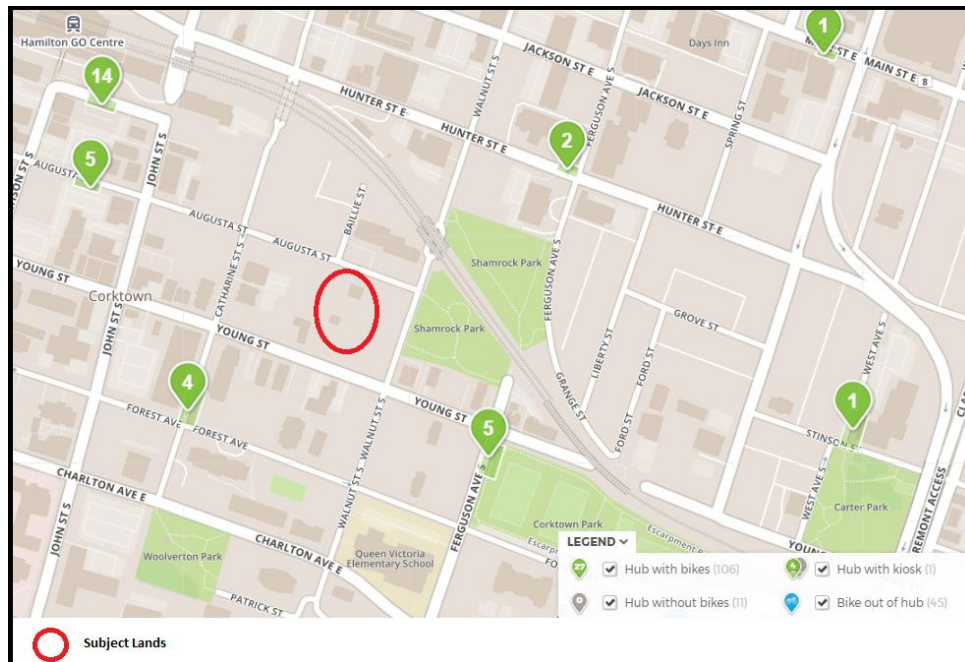 Hamilton GO Centre
14
5
AUGUSTA
JOHN ST S
HUNTER ST E
WALNUT ST S
JACKSON ST E
Days Inn
1
MAIN ST E
8
JACKSON ST E
SPRING ST
2
FERGUSON AVE S
HUNTER ST E
BAILLIE ST
AUGUSTA ST
AUGUSTA ST
CATHARINE ST S
YOUNG ST
Corktown
JOHN ST S
Shamrock Park
Shamrock Park
FERGUSON AVE S
LIBERTY ST
GROVE ST
FORD ST
GRANGE ST
FORD ST
WEST AVE S
4
YOUNG ST
FOREST AVE
FOREST AVE
YOUNG ST
5
1
STINSON
WEST AVE S
Carter Park
CHARLTON AVE E
WALNUT ST S
WALNUT ST S
FERGUSON AVE S
Corktown Park
JOHN ST S
Woolverton Park
Queen Victoria
Elementary School
CHARLTON AVE E
PATRICK ST
LEGEND
27 Hub with bikes (106)
4 Hub with kiosk (1)
0 Hub without bikes (11)
Bike out of hub (45)
Subject Lands